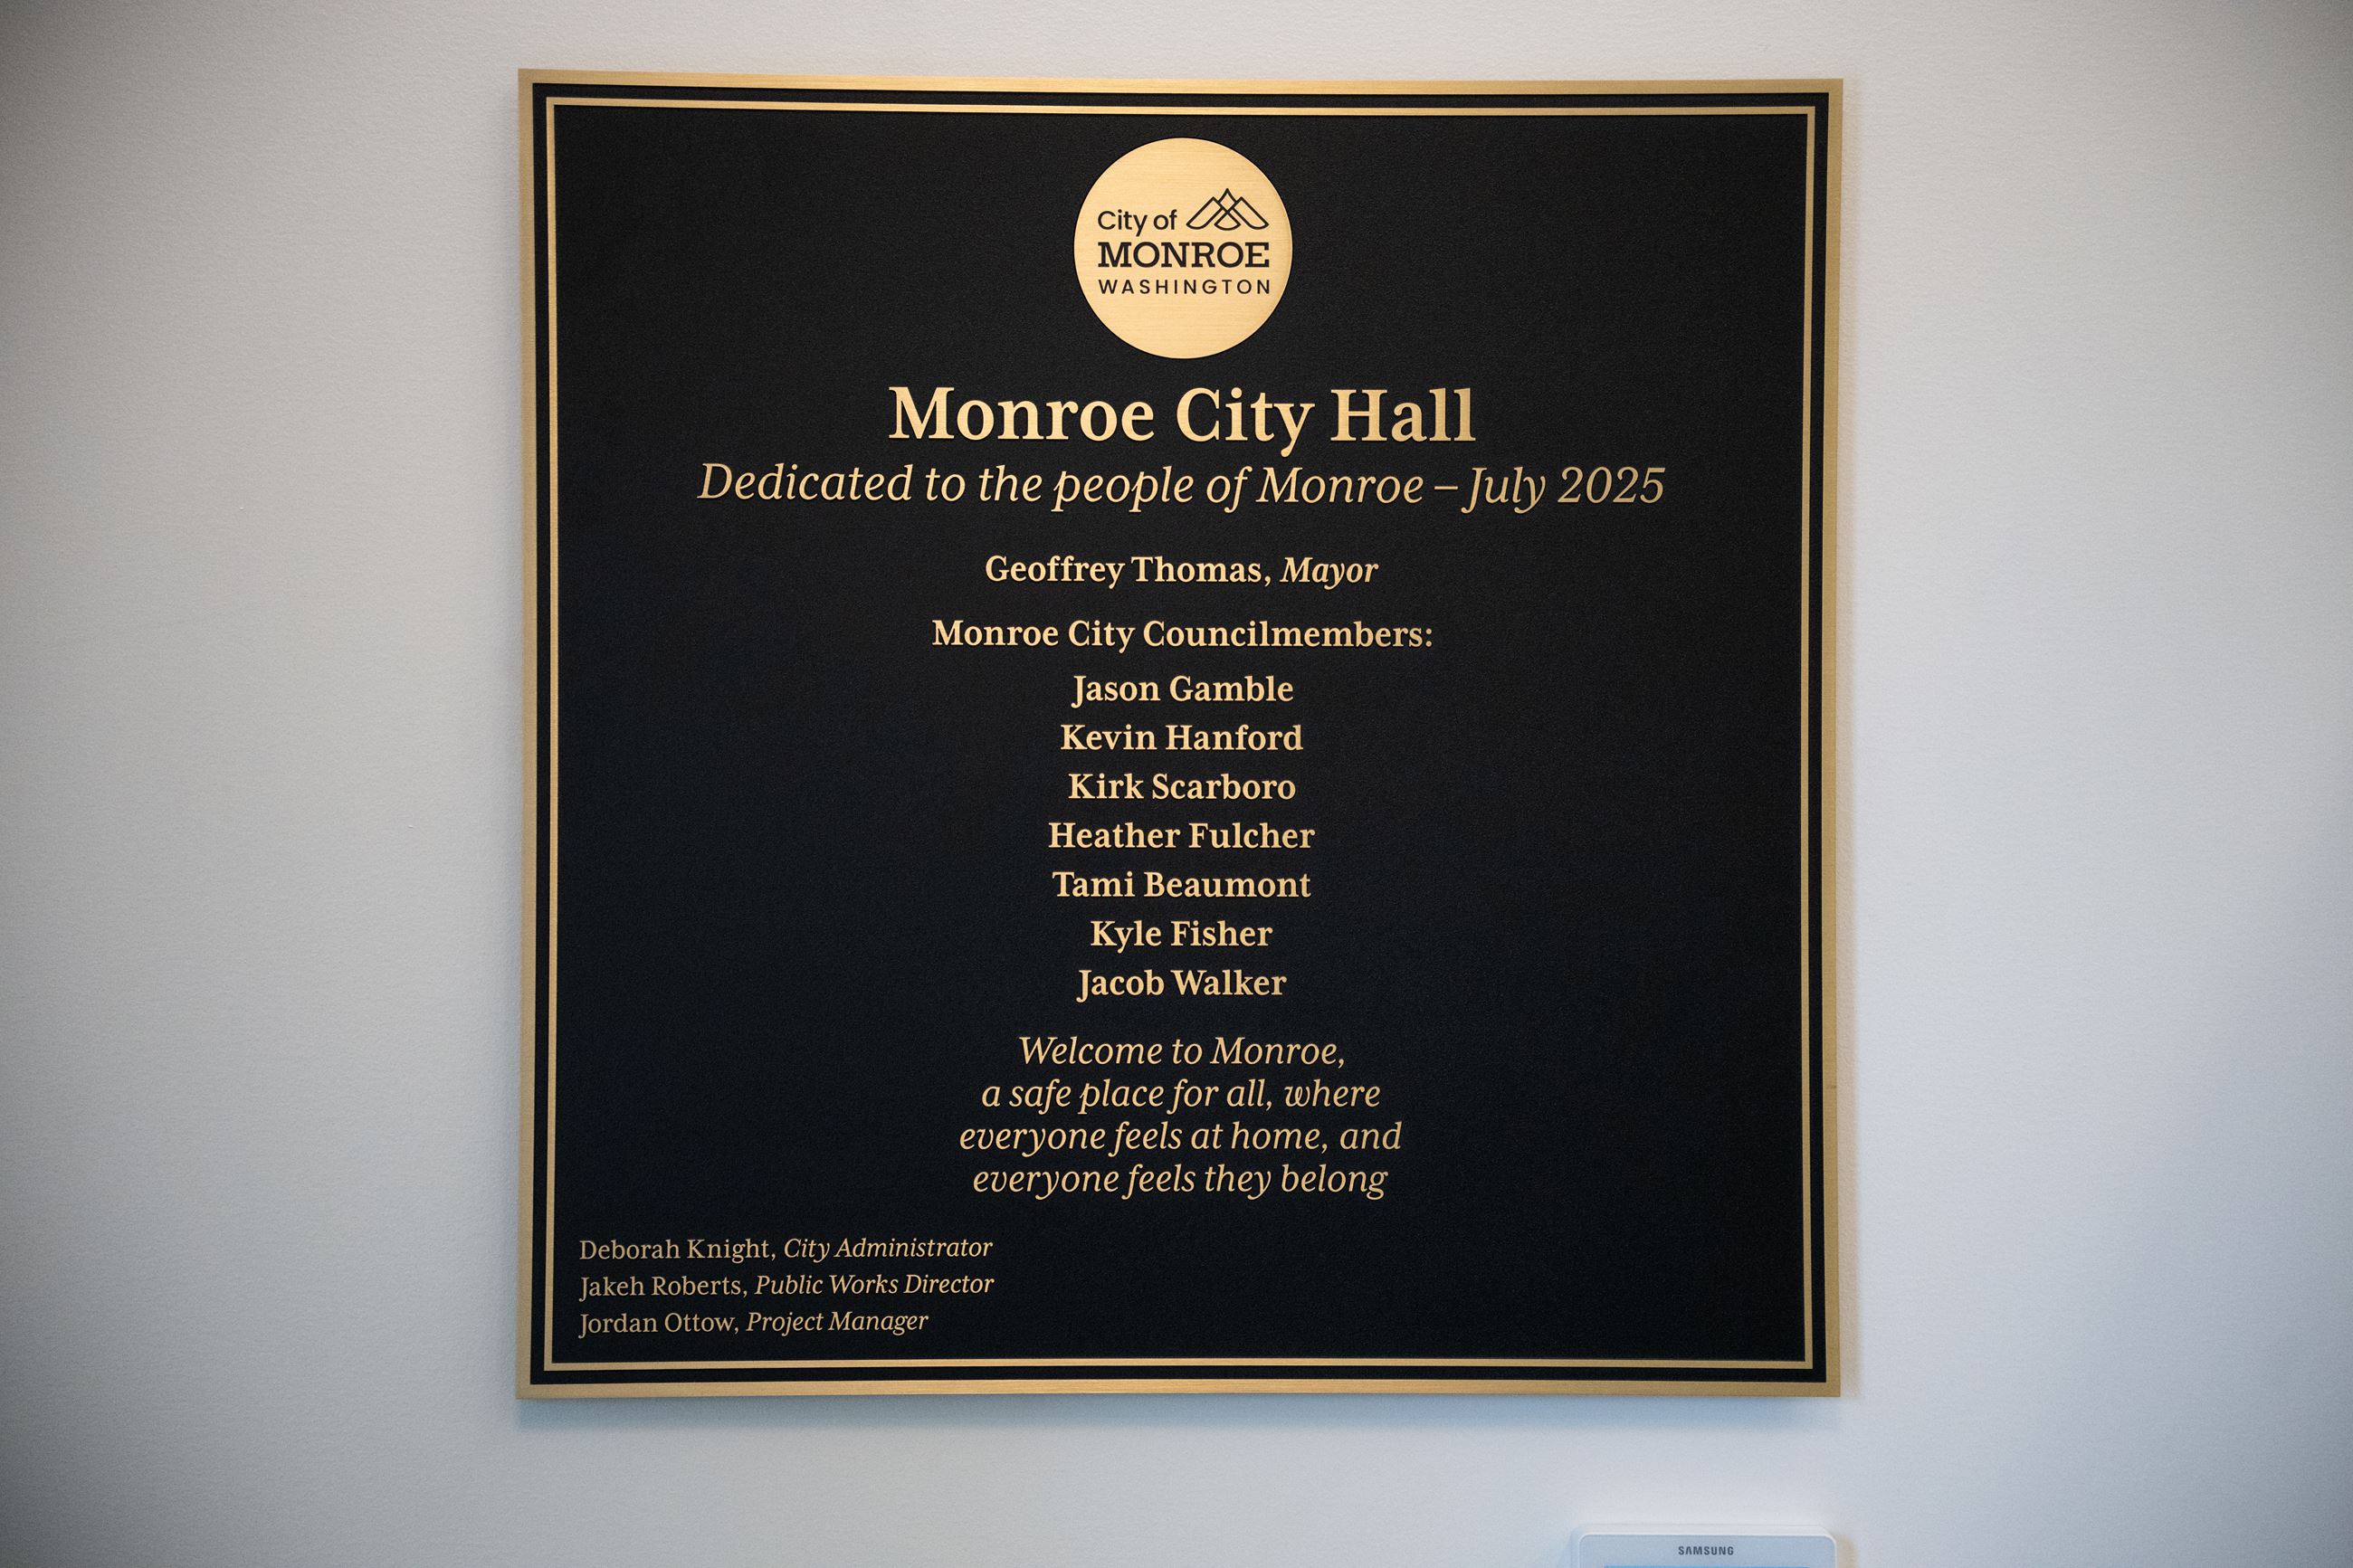 City of
MONROE
WASHINGTON
Monroe City Hall
Dedicated to the people of Monroe – July 2025
Geoffrey Thomas, Mayor
Monroe City Councilmembers:
Jason Gamble
Kevin Hanford
Kirk Scarboro
Heather Fulcher
Tami Beaumont
Kyle Fisher
Jacob Walker
Welcome to Monroe,
a safe place for all, where
everyone feels at home, and
everyone feels they belong
Deborah Knight, City Administrator
Jakeh Roberts, Public Works Director
Jordan Ottow, Project Manager
SAMSUNG